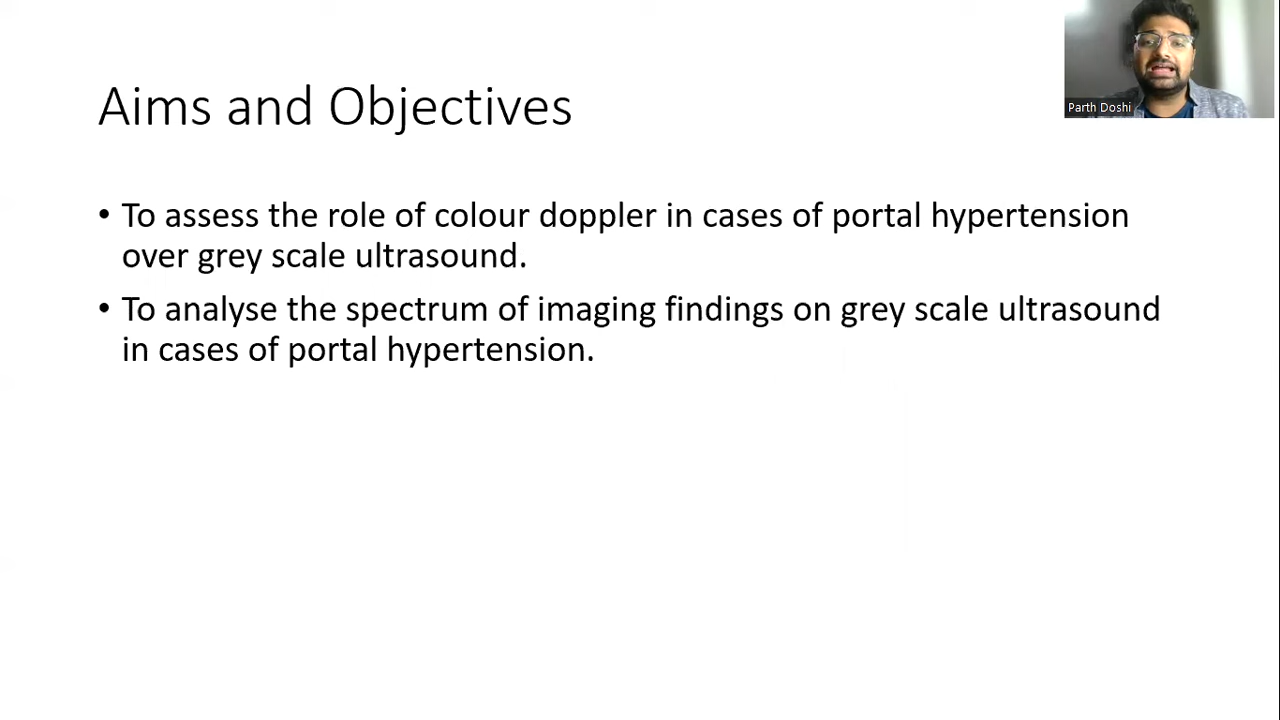 Parth Doshi
Aims and Objectives
• To assess the role of colour doppler in cases of portal hypertension
over grey scale ultrasound.
• To analyse the spectrum of imaging findings on grey scale ultrasound
in cases of portal hypertension.